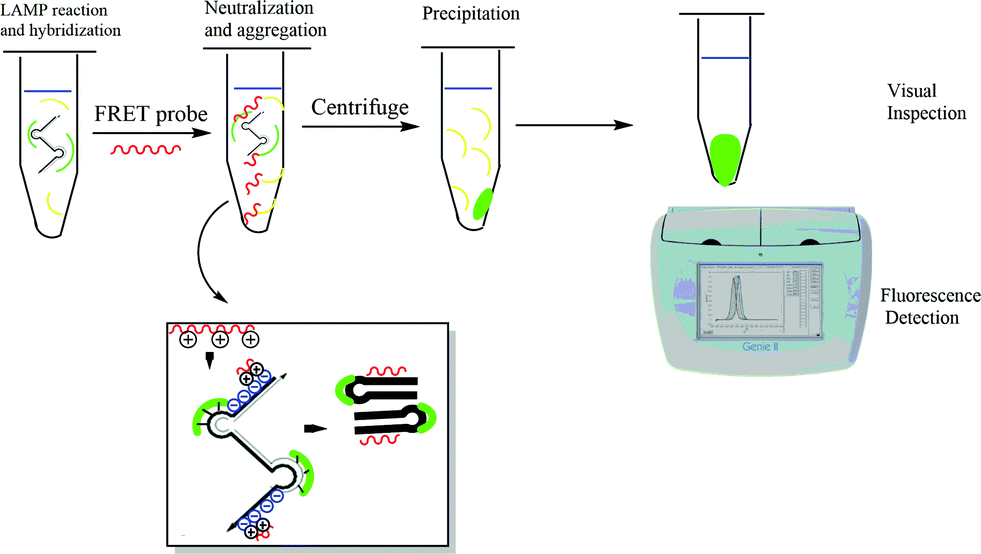 LAMP reaction
and hybridization
Neutralization
and aggregation
Precipitation
FRET probe
Centrifuge
Visual
Inspection
Fluorescence
Detection
Genie II